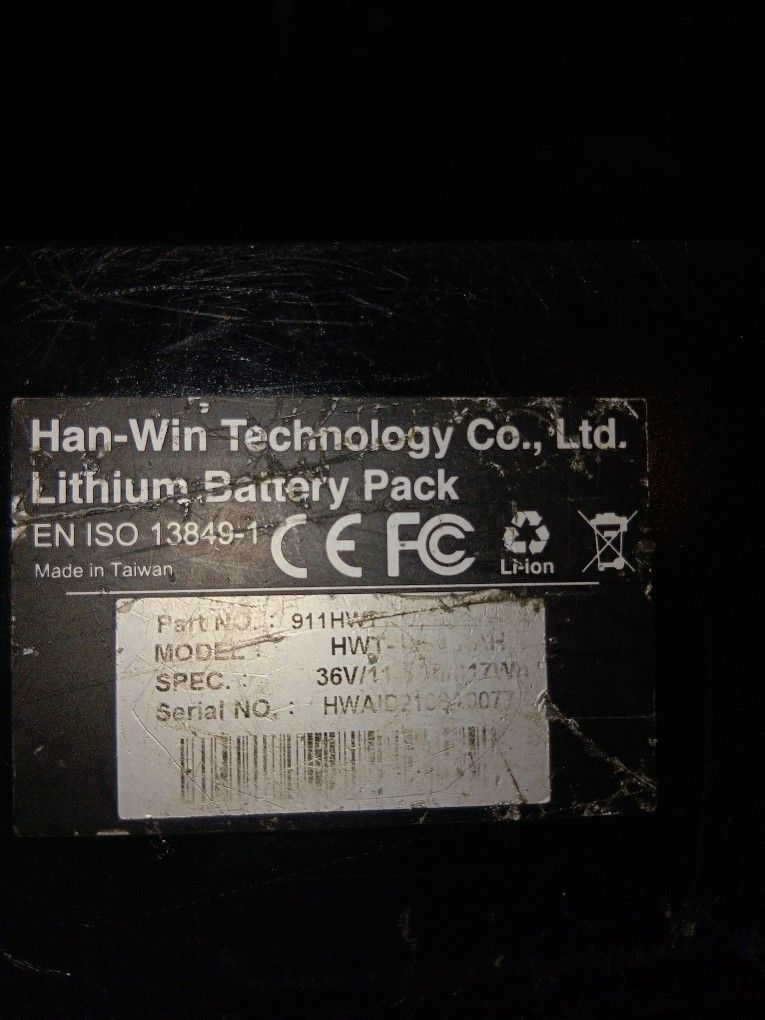 Han-Win Technology Co., Ltd.
Lithium Battery Pack
EN ISO 13849-1 CE FC
Made in Taiwan
Li-ion
Part NO. :
MODEL :
SPEC. :
Serial NO. :